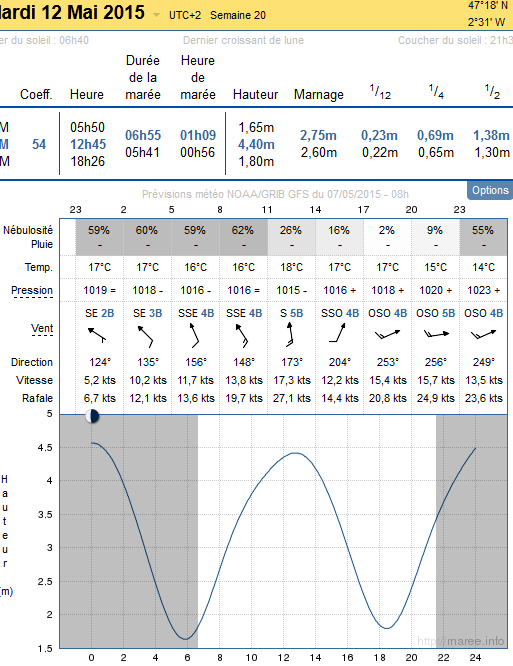 ardi 12 Mai 2015 UTC+2 Semaine 20
47°18' N
2°31' W
er du soleil : 06h40 Dernier croissant de lune Coucher du soleil : 21h3
Coeff. Heure Durée de la marée Heure de marée Hauteur Marnage 1/12 1/4 1/2
M 05h50 1,65m
M 54 12h45 06h55 01h09 4,40m 2,75m 0,23m 0,69m 1,38m
M 18h26 05h41 00h56 1,80m 2,60m 0,22m 0,65m 1,30m
Options
Prévisions météo NOAA/GRIB GFS du 07/05/2015 - 08h
23 2 5 8 11 14 17 20 23
Nébulosité 59% 60% 59% 62% 26% 16% 2% 9% 55%
Pluie - - - - - - - - -
Temp. 17°C 17°C 16°C 16°C 18°C 17°C 17°C 15°C 14°C
Pression 1019 = 1018 - 1016 - 1016 = 1015 - 1016 + 1018 + 1020 + 1023 +
SE 2B SE 3B SSE 4B SSE 4B S 5B SSO 4B OSO 4B OSO 5B OSO 4B
Vent
Direction 124° 135° 156° 148° 173° 204° 253° 256° 249°
Vitesse 5,2 kts 10,2 kts 11,7 kts 13,8 kts 17,3 kts 12,2 kts 15,4 kts 15,7 kts 13,5 kts
Rafale 6,7 kts 12,1 kts 13,6 kts 19,7 kts 27,1 kts 14,4 kts 20,8 kts 24,9 kts 23,6 kts
5
4.5
4
3.5
3
2.5
2
1.5
Hauteur
(m)
http://maree.info
0 2 4 6 8 10 12 14 16 18 20 22 24